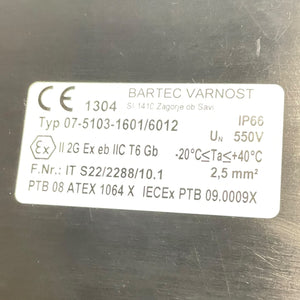 CE 1304 BARTEC VARNOST
SI 1410 Zagorje ob Savi
Typ 07-5103-1601/6012 IP66
UN 550V
Ex II 2G Ex eb IIC T6 Gb -20°C≤Ta≤+40°C
F.Nr.: IT S22/2288/10.1 2,5 mm²
PTB 08 ATEX 1064 X IECEx PTB 09.0009X